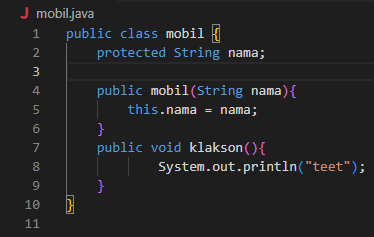 J mobil.java
1 public class mobil {
2     protected String nama;
3
4     public mobil(String nama){
5         this.nama = nama;
6     }
7     public void klakson(){
8             System.out.println("teet");
9     }
10 }
11